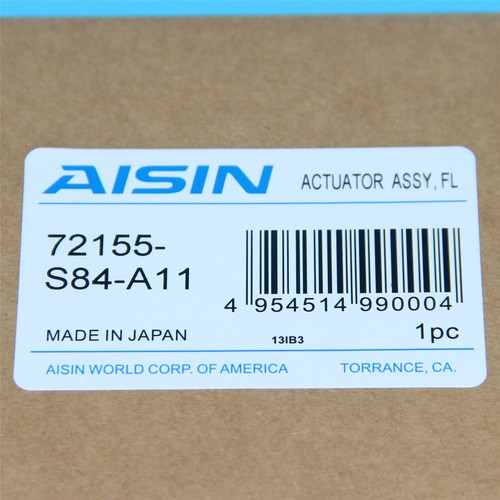 AISIN ACTUATOR ASSY, FL
72155-
S84-A11
4 954514 990004
MADE IN JAPAN 13IB3 1pc
AISIN WORLD CORP. OF AMERICA TORRANCE, CA.